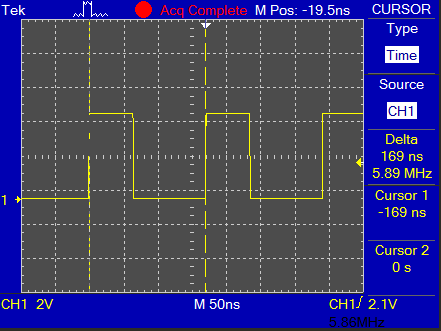 Tek Acq Complete M Pos: -19.5ns CURSOR
Type
Time
Source
CH1
Delta
169 ns
5.89 MHz
Cursor 1
-169 ns
Cursor 2
0 s
1
CH1 2V M 50ns CH1 / 2.1V
5.86MHz